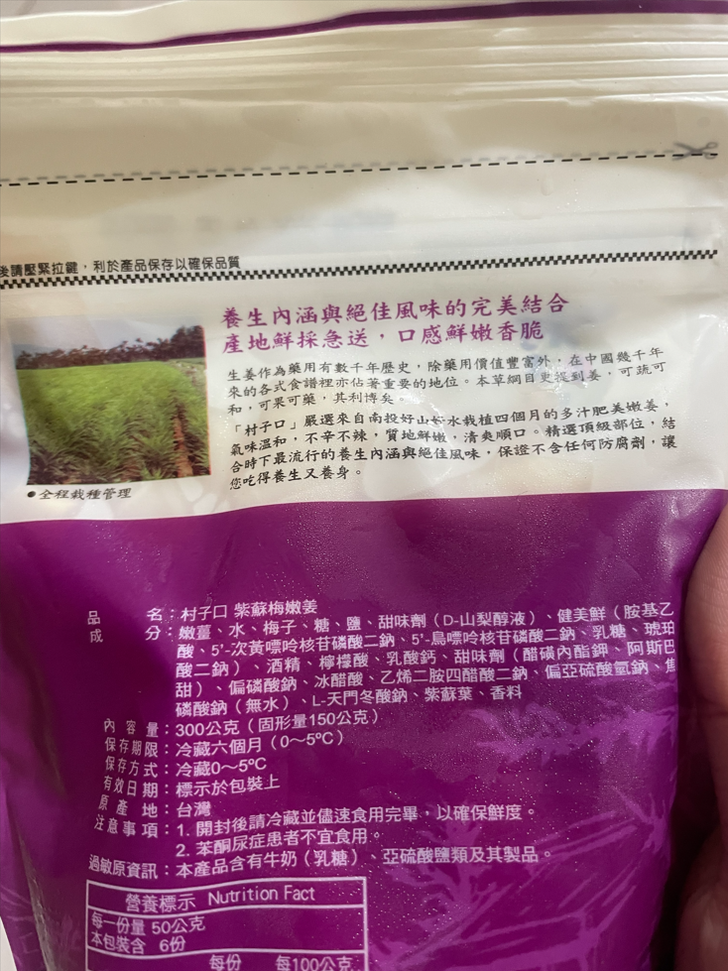 後請壓緊拉鍵，利於產品保存以確保品質
養生內涵與絕佳風味的完美結合
產地鮮採急送，口感鮮嫩香脆
生姜作為藥用有數千年歷史，除藥用價值豐富外，在中國幾千年
來的各式食譜裡亦佔著重要的地位。本草綱目更提到姜，可蔬可
和，可果可藥，其利博矣。
「村子口」嚴選來自南投好山好水栽植四個月的多汁肥美嫩姜，
氣味溫和，不辛不辣，質地鮮嫩，清爽順口。精選頂級部位，結
合時下最流行的養生內涵與絕佳風味，保證不含任何防腐劑，讓
您吃得養生又養身。
●全程栽種管理
品名：村子口 紫蘇梅嫩姜
成分：嫩薑、水、梅子、糖、鹽、甜味劑（D-山梨醇液）、健美鮮（胺基乙
酸、5'-次黃嘌呤核苷磷酸二鈉、5'-鳥嘌呤核苷磷酸二鈉、乳糖、琥珀
酸二鈉）、酒精、檸檬酸、乳酸鈣、甜味劑（醋磺內酯鉀、阿斯巴
甜）、偏磷酸鈉、冰醋酸、乙烯二胺四醋酸二鈉、偏亞硫酸氫鈉、焦
磷酸鈉（無水）、L-天門冬酸鈉、紫蘇葉、香料
內容量：300公克（固形量150公克）
保存期限：冷藏六個月（0～5ºC）
保存方式：冷藏0～5ºC
有效日期：標示於包裝上
原產地：台灣
注意事項：1. 開封後請冷藏並儘速食用完畢，以確保鮮度。
2. 苯酮尿症患者不宜食用。
過敏原資訊：本產品含有牛奶（乳糖）、亞硫酸鹽類及其製品。
營養標示 Nutrition Fact
每一份量 50公克
本包裝含 6份
每份 每100公克